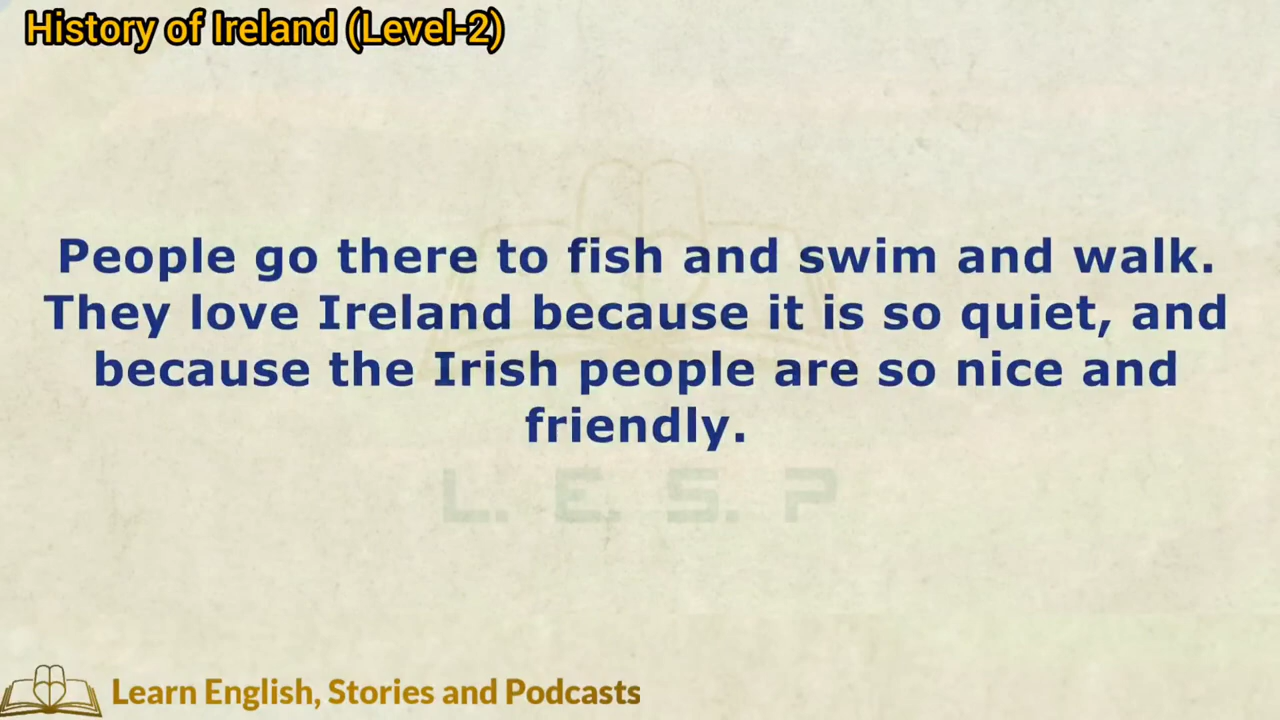 History of Ireland (Level-2)
People go there to fish and swim and walk.
They love Ireland because it is so quiet, and
because the Irish people are so nice and
friendly.
L. E. S. P
Learn English, Stories and Podcasts